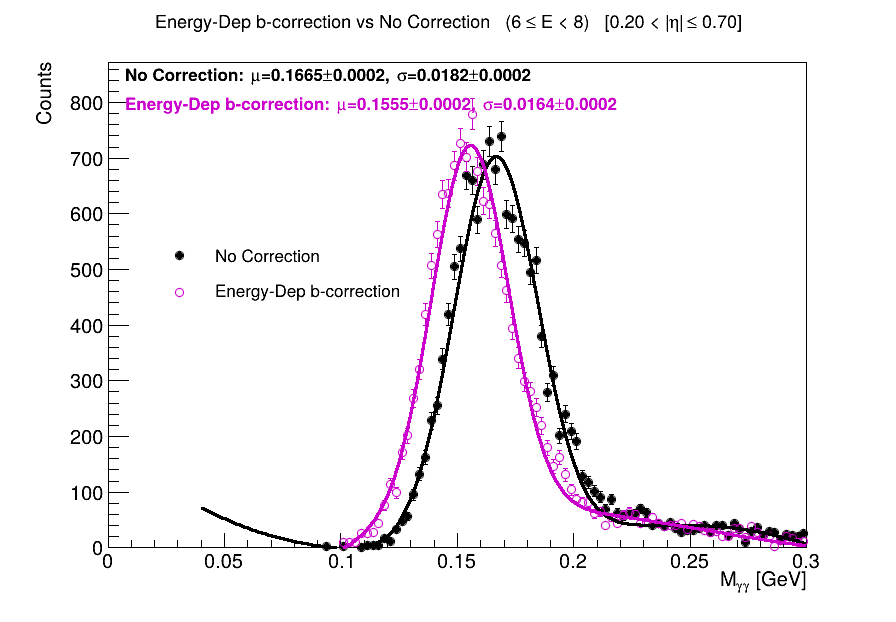 Energy-Dep b-correction vs No Correction (6 ≤ E < 8) [0.20 < |η| ≤ 0.70]
Counts
No Correction: μ=0.1665±0.0002, σ=0.0182±0.0002
Energy-Dep b-correction: μ=0.1555±0.0002, σ=0.0164±0.0002
800
700
600
500
400
300
200
100
0
No Correction
Energy-Dep b-correction
0 0.05 0.1 0.15 0.2 0.25 0.3
M_γγ [GeV]